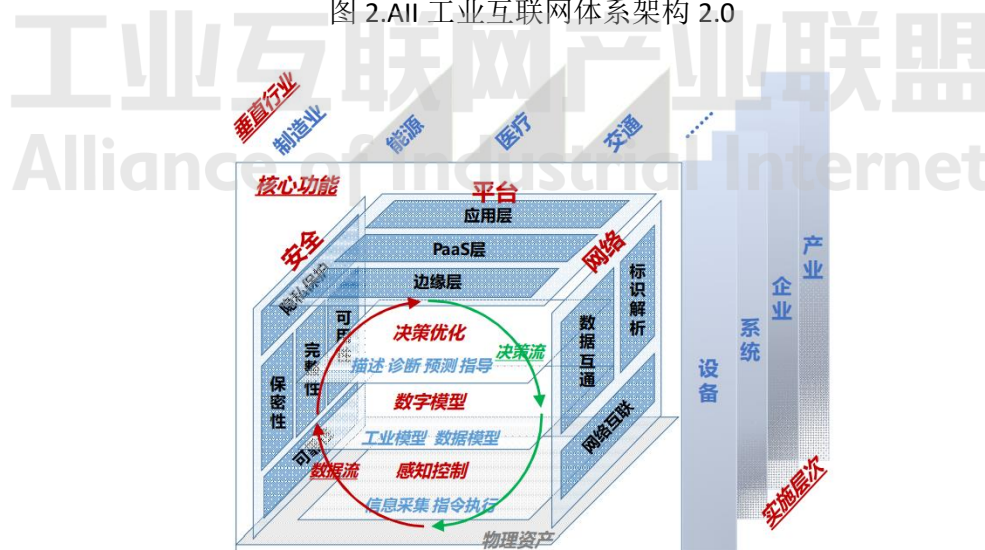 图 2.AII 工业互联网体系架构 2.0
工业互联网产业联盟
Alliance of Industrial Internet
垂直行业
制造业
能源
医疗
交通
……
核心功能
平台
应用层
PaaS层
边缘层
安全
隐私保护
可用性
完整性
保密性
网络
标识解析
数据互通
网络互联
决策优化
描述 诊断 预测 指导
决策流
数字模型
工业模型 数据模型
数据流
感知控制
信息采集 指令执行
物理资产
设备
系统
企业
产业
实施层次